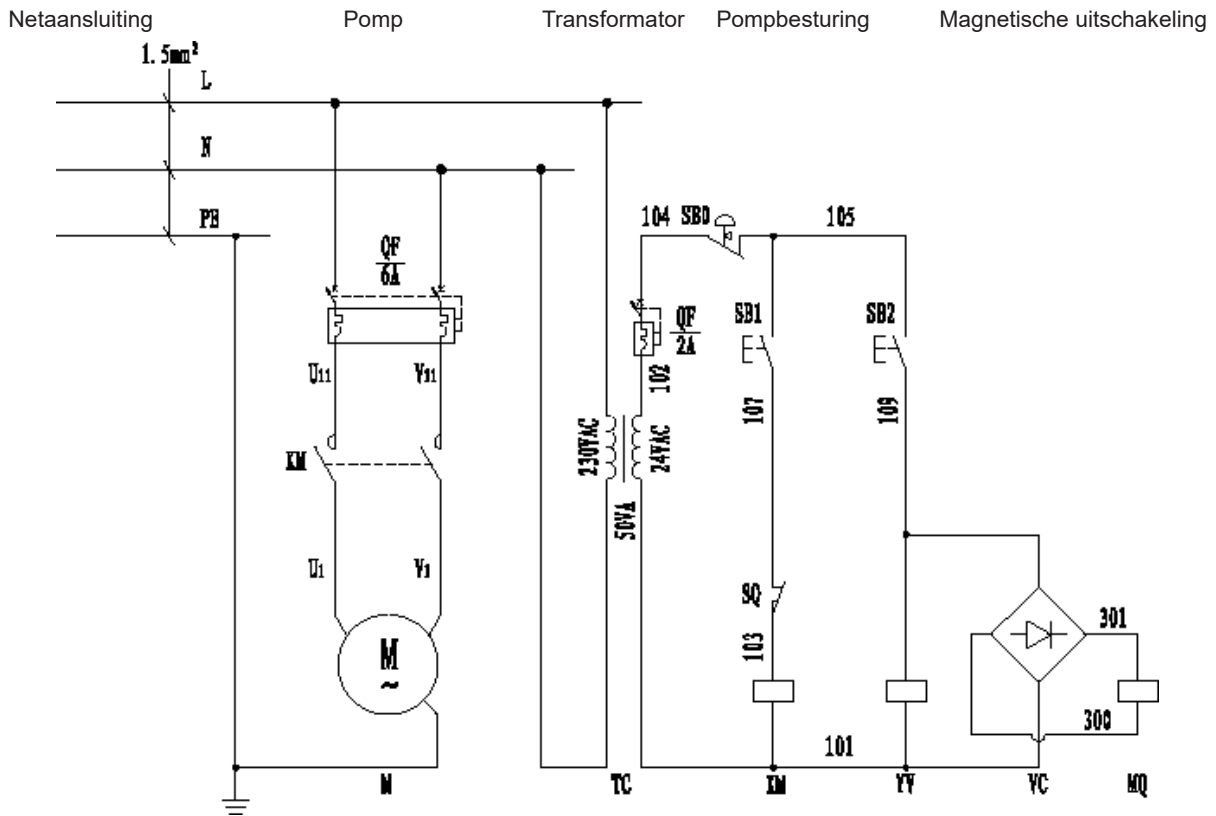 Netaansluiting Pomp Transformator Pompbesturing Magnetische uitschakeling
1.5mm²
L
N
PE
QF
6A
104 SB0 105
QF
2A
SB1 SB2
U11 V11
102
107 109
KM
230VAC 24VAC
50VA
U1 V1
SQ
103
M
~
301
300
101
M TC KM YV VC MQ